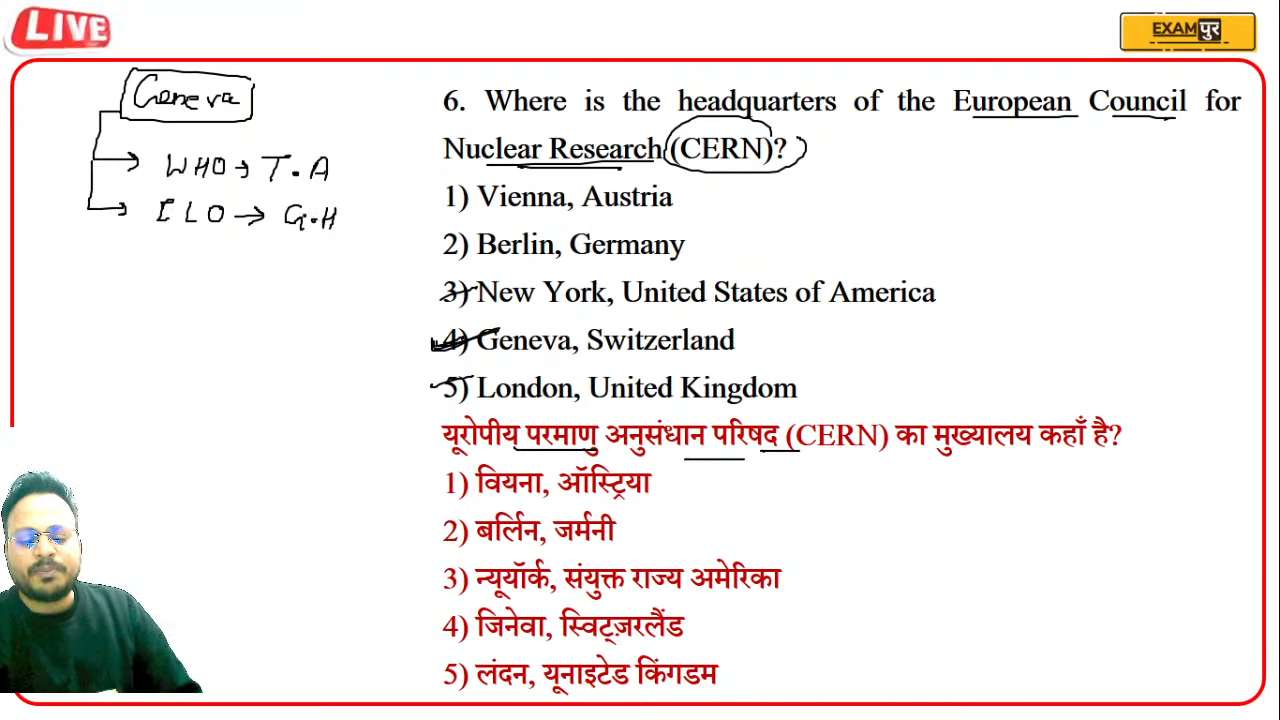 LIVE
EXAMपुर
Geneva
WHO → T.A
ILO → G.H
6. Where is the headquarters of the European Council for
Nuclear Research (CERN)?
1) Vienna, Austria
2) Berlin, Germany
3) New York, United States of America
4) Geneva, Switzerland
5) London, United Kingdom
यूरोपीय परमाणु अनुसंधान परिषद (CERN) का मुख्यालय कहाँ है?
1) वियना, ऑस्ट्रिया
2) बर्लिन, जर्मनी
3) न्यूयॉर्क, संयुक्त राज्य अमेरिका
4) जिनेवा, स्विट्ज़रलैंड
5) लंदन, यूनाइटेड किंगडम